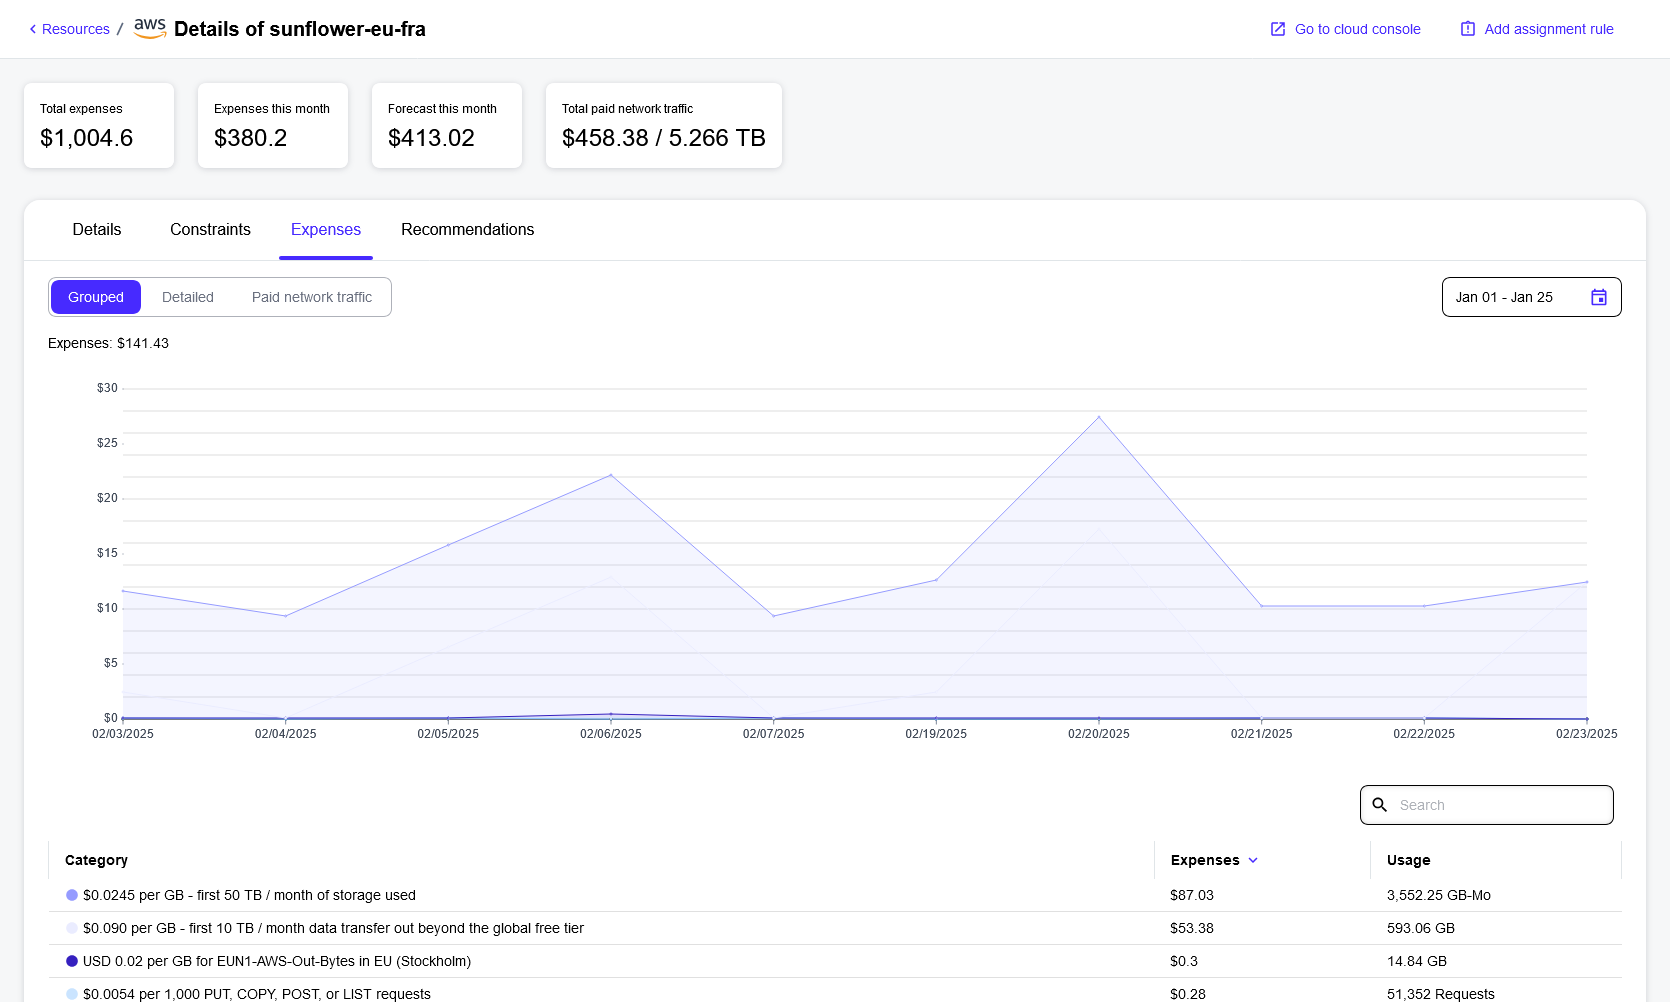 Resources / aws Details of sunflower-eu-fra
Go to cloud console
Add assignment rule
Total expenses
$1,004.6
Expenses this month
$380.2
Forecast this month
$413.02
Total paid network traffic
$458.38 / 5.266 TB
Details Constraints Expenses Recommendations
Grouped Detailed Paid network traffic
Jan 01 - Jan 25
Expenses: $141.43
$30
$25
$20
$15
$10
$5
$0
02/03/2025 02/04/2025 02/05/2025 02/06/2025 02/07/2025 02/19/2025 02/20/2025 02/21/2025 02/22/2025 02/23/2025
Search
Category Expenses Usage
$0.0245 per GB - first 50 TB / month of storage used $87.03 3,552.25 GB-Mo
$0.090 per GB - first 10 TB / month data transfer out beyond the global free tier $53.38 593.06 GB
USD 0.02 per GB for EUN1-AWS-Out-Bytes in EU (Stockholm) $0.3 14.84 GB
$0.0054 per 1,000 PUT, COPY, POST, or LIST requests $0.28 51,352 Requests